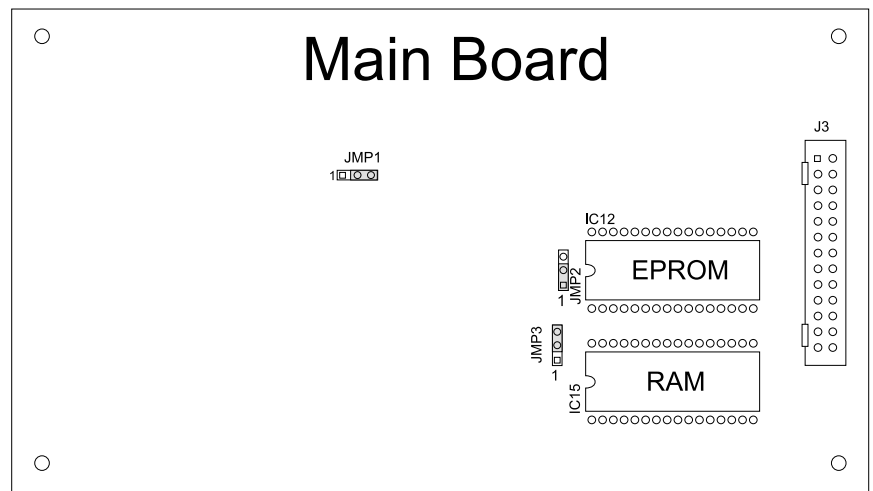 Main Board
J3
JMP1
1
IC12
EPROM
JMP2
1
JMP3
1
RAM
IC15